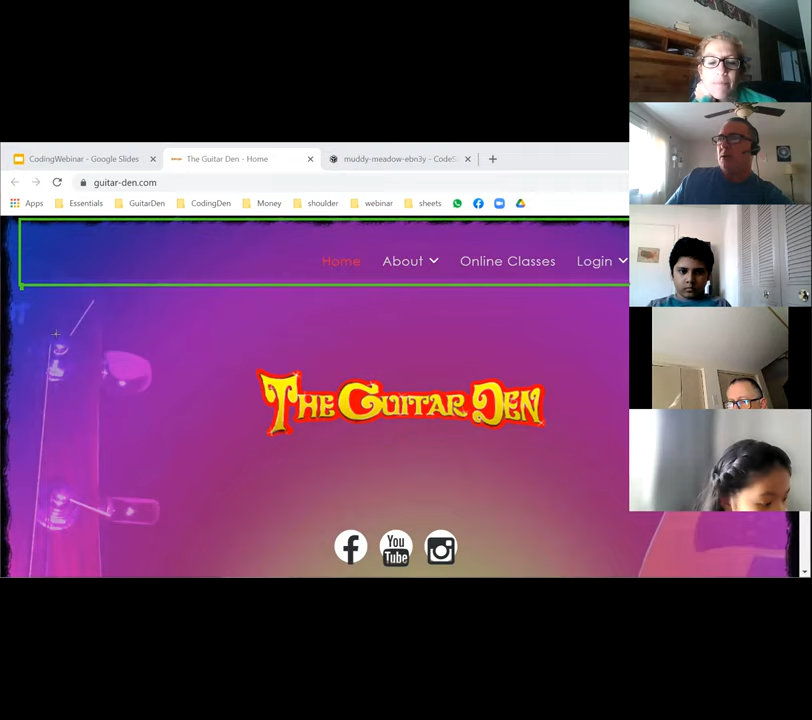 CodingWebinar - Google Slides
The Guitar Den - Home
muddy-meadow-ebn3y - CodeS
guitar-den.com
Apps Essentials GuitarDen CodingDen Money shoulder webinar sheets
Home About Online Classes Login
THE GUITAR DEN
You
Tube